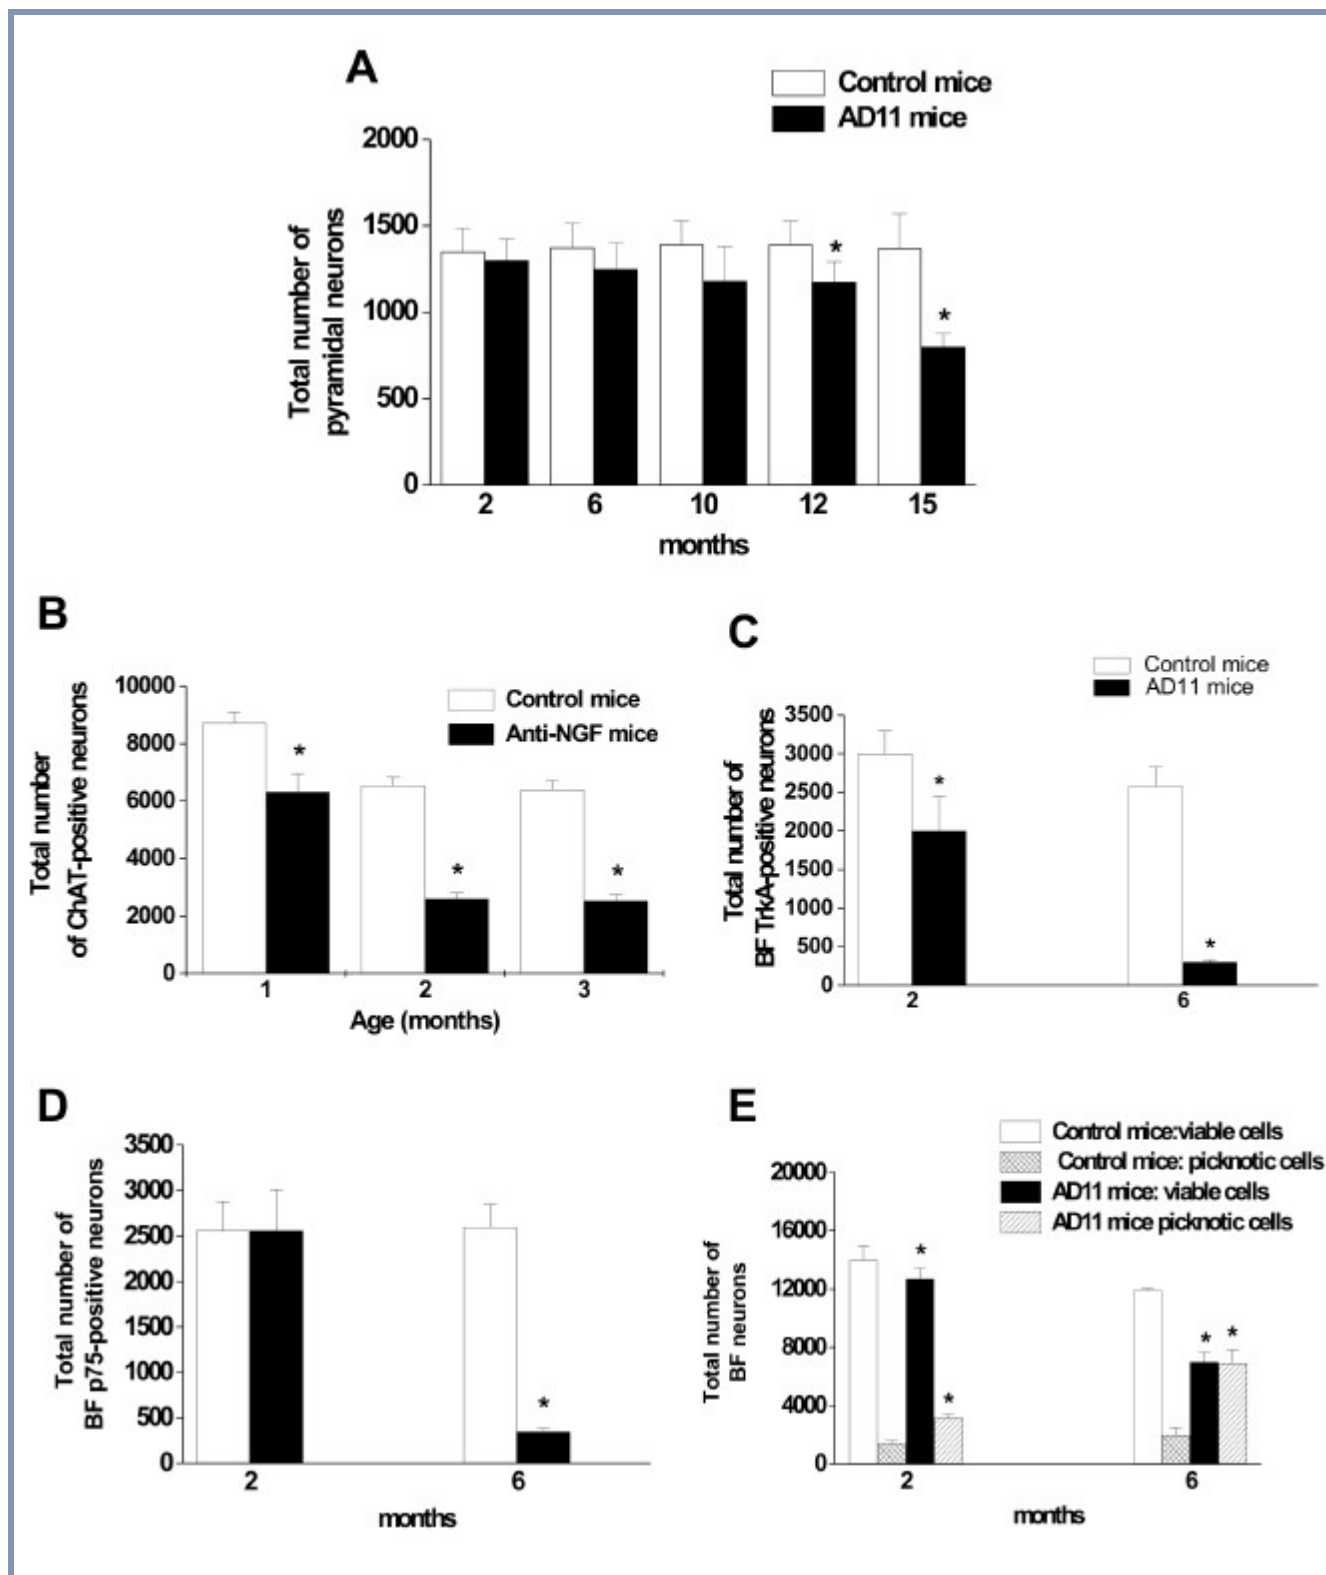 A
Control mice
AD11 mice
2000
1500
1000
500
0
Total number of
pyramidal neurons
2 6 10 12 15
months
* *
B
Control mice
Anti-NGF mice
10000
8000
6000
4000
2000
0
Total number
of ChAT-positive neurons
* * *
1 2 3
Age (months)
C
Control mice
AD11 mice
3500
3000
2500
2000
1500
1000
500
0
Total number of
BF TrkA-positive neurons
* *
2 6
D
3500
3000
2500
2000
1500
1000
500
0
Total number of
BF p75-positive neurons
*
2 6
months
E
Control mice:viable cells
Control mice: picknotic cells
AD11 mice: viable cells
AD11 mice picknotic cells
20000
16000
12000
8000
4000
0
Total number of
BF neurons
* * * *
2 6
months